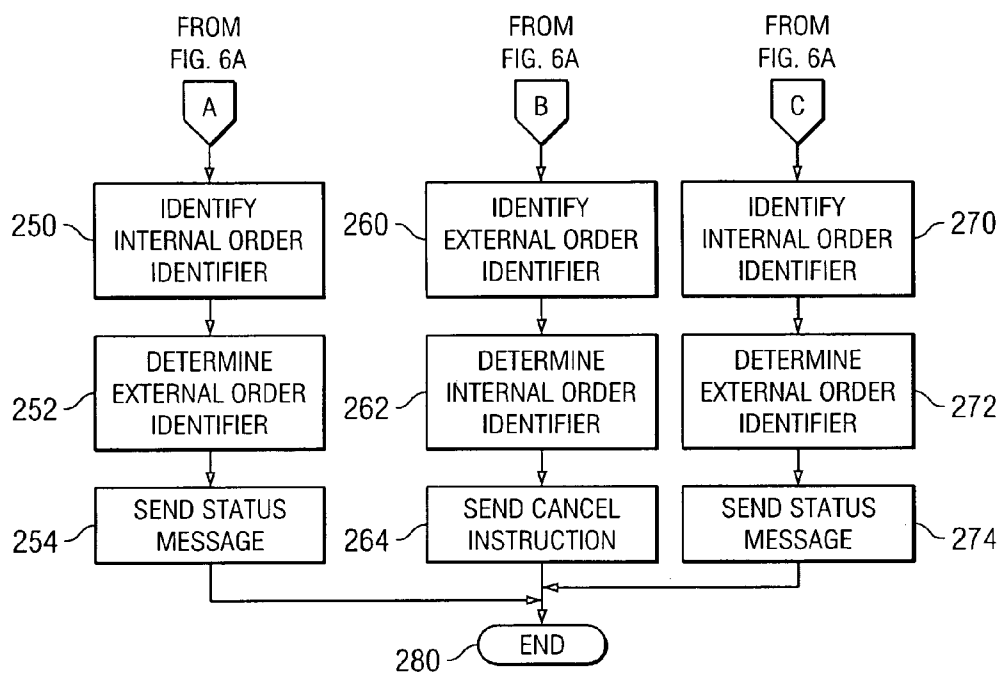 FROM
FIG. 6A
FROM
FIG. 6A
FROM
FIG. 6A
A
B
C
250
IDENTIFY
INTERNAL ORDER
IDENTIFIER
260
IDENTIFY
EXTERNAL ORDER
IDENTIFIER
IDENTIFY
INTERNAL ORDER
IDENTIFIER
270
252
DETERMINE
EXTERNAL ORDER
IDENTIFIER
262
DETERMINE
INTERNAL ORDER
IDENTIFIER
DETERMINE
EXTERNAL ORDER
IDENTIFIER
272
254
SEND STATUS
MESSAGE
264
SEND CANCEL
INSTRUCTION
SEND STATUS
MESSAGE
274
280
END